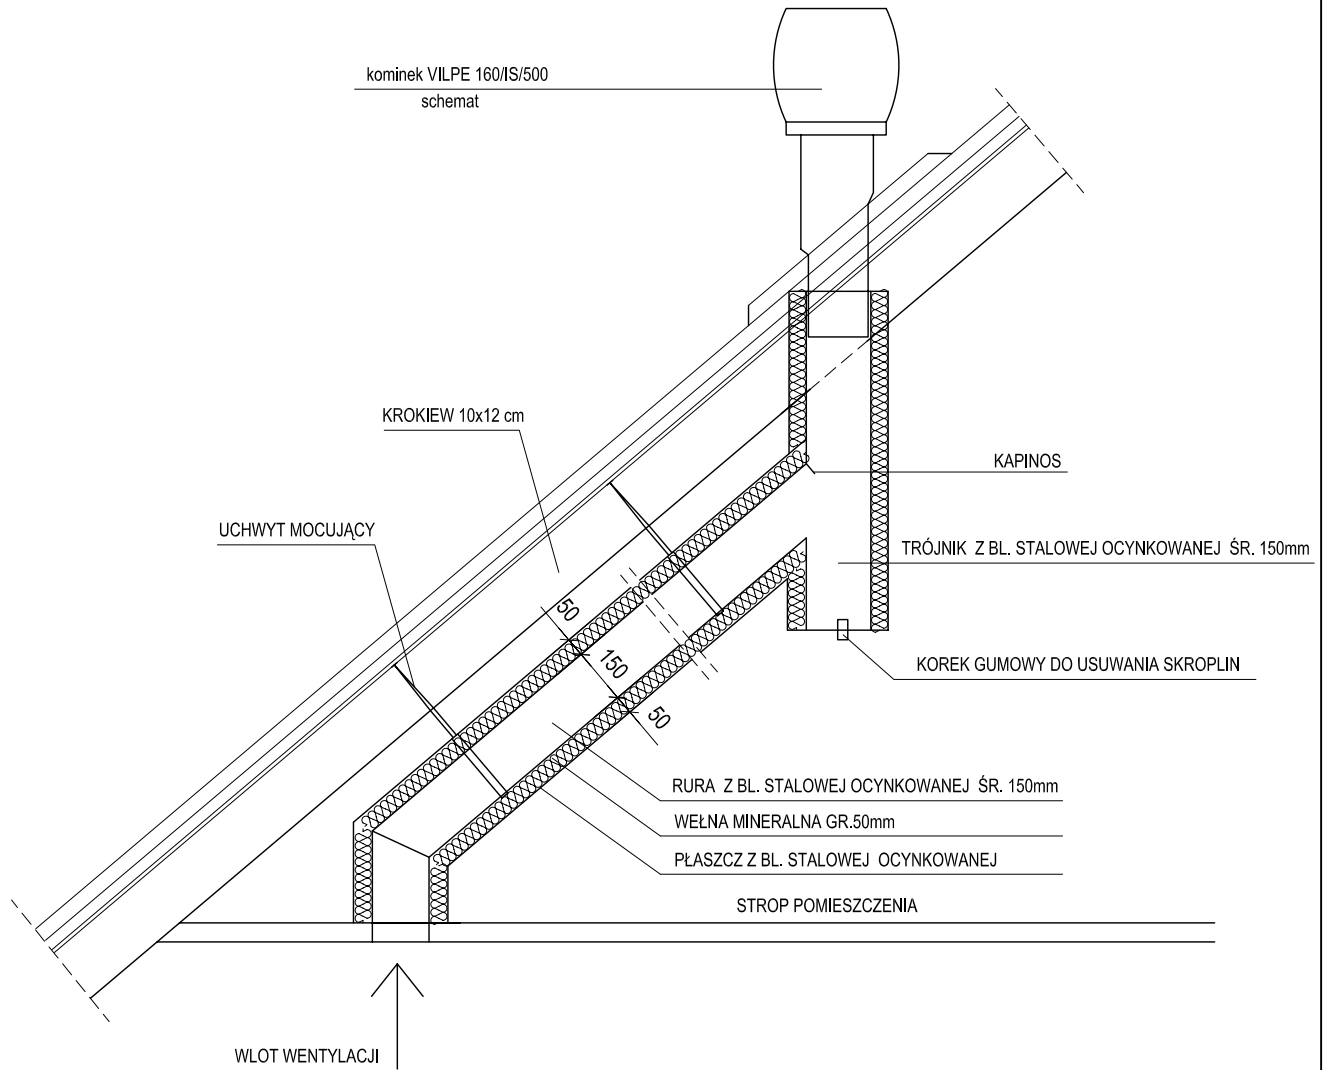 kominek VILPE 160/IS/500
schemat
KROKIEW 10x12 cm
KAPINOS
UCHWYT MOCUJĄCY
TRÓJNIK Z BL. STALOWEJ OCYNKOWANEJ ŚR. 150mm
50
150
50
KOREK GUMOWY DO USUWANIA SKROPLIN
RURA Z BL. STALOWEJ OCYNKOWANEJ ŚR. 150mm
WEŁNA MINERALNA GR.50mm
PŁASZCZ Z BL. STALOWEJ OCYNKOWANEJ
STROP POMIESZCZENIA
WLOT WENTYLACJI